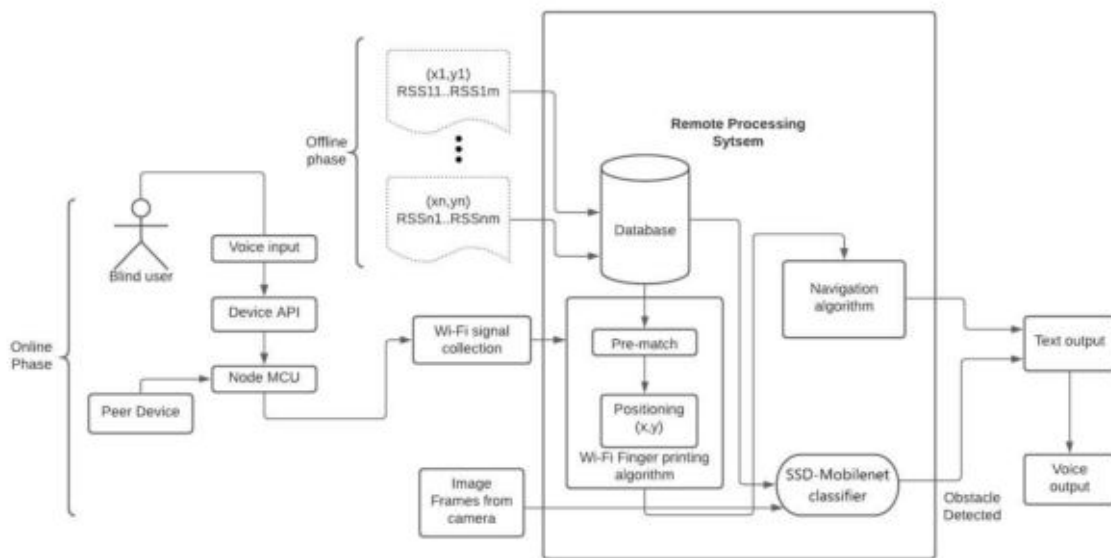 (x1,y1)
RSS11..RSS1m
Offline
phase
Remote Processing
Sytsem
(xn,yn)
RSSn1..RSSnm
Database
Voice input
Blind user
Navigation
algorithm
Device API
Wi-Fi signal
collection
Pre-match
Text output
Online
Phase
Node MCU
Peer Device
Positioning
(x,y)
Wi-Fi Finger printing
algorithm
SSD-Mobilenet
classifier
Image
Frames from
camera
Obstacle
Detected
Voice
output